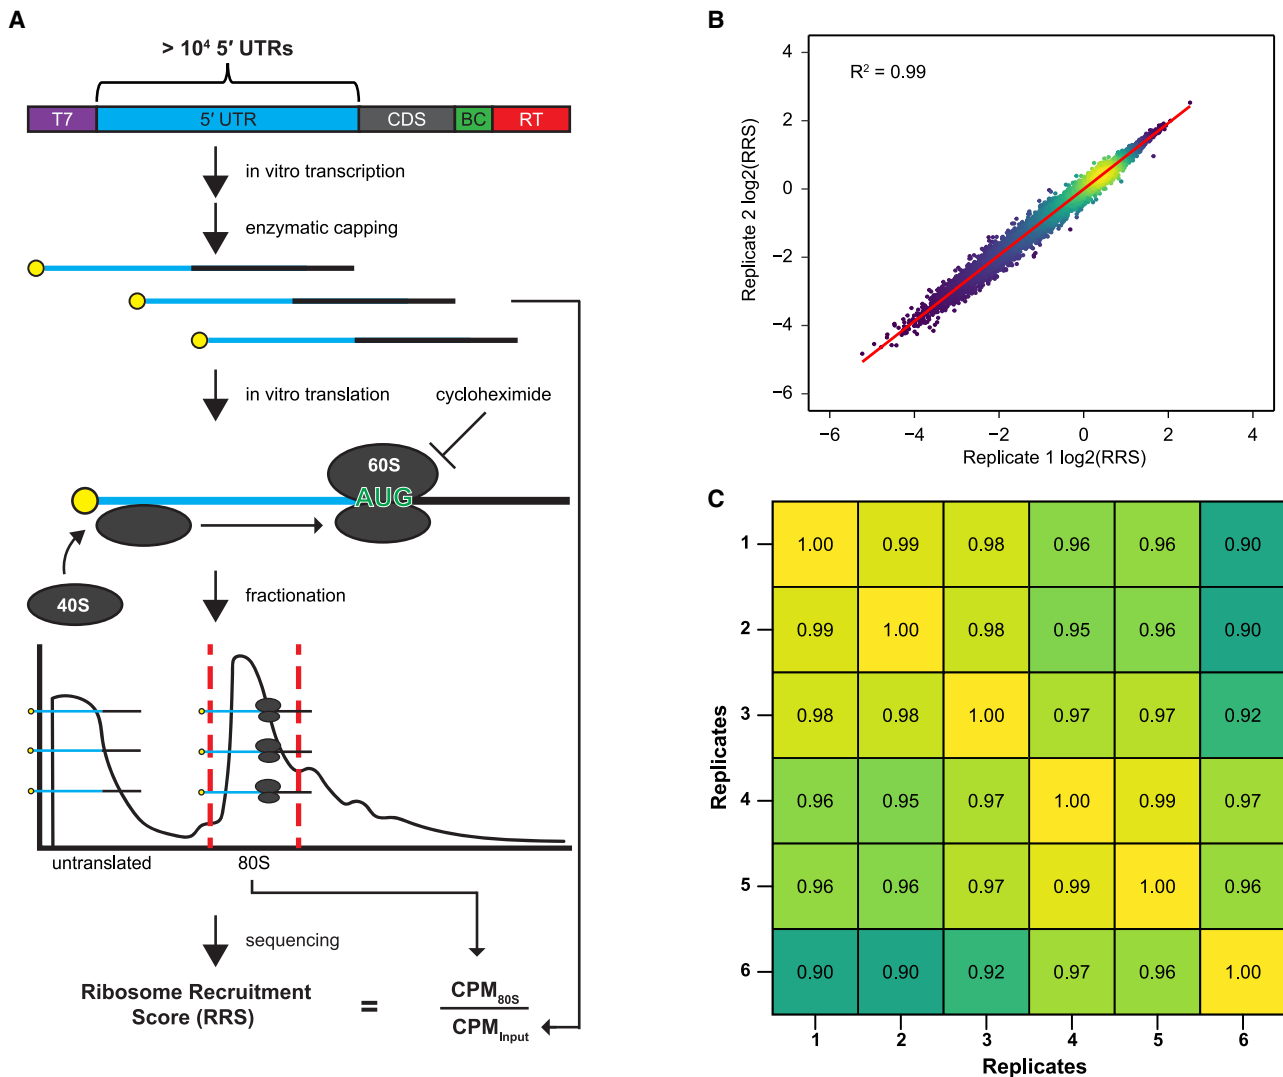 A
> 10⁴ 5′ UTRs
T7 5′ UTR CDS BC RT
in vitro transcription
enzymatic capping
in vitro translation
cycloheximide
60S
AUG
40S
fractionation
untranslated 80S
sequencing
Ribosome Recruitment
Score (RRS)
=
CPM80S
CPMInput
B
R² = 0.99
4
2
0
−2
−4
−6
Replicate 2 log2(RRS)
−6 −4 −2 0 2 4
Replicate 1 log2(RRS)
C
Replicates
1 1.00 0.99 0.98 0.96 0.96 0.90
2 0.99 1.00 0.98 0.95 0.96 0.90
3 0.98 0.98 1.00 0.97 0.97 0.92
4 0.96 0.95 0.97 1.00 0.99 0.97
5 0.96 0.96 0.97 0.99 1.00 0.96
6 0.90 0.90 0.92 0.97 0.96 1.00
1 2 3 4 5 6
Replicates